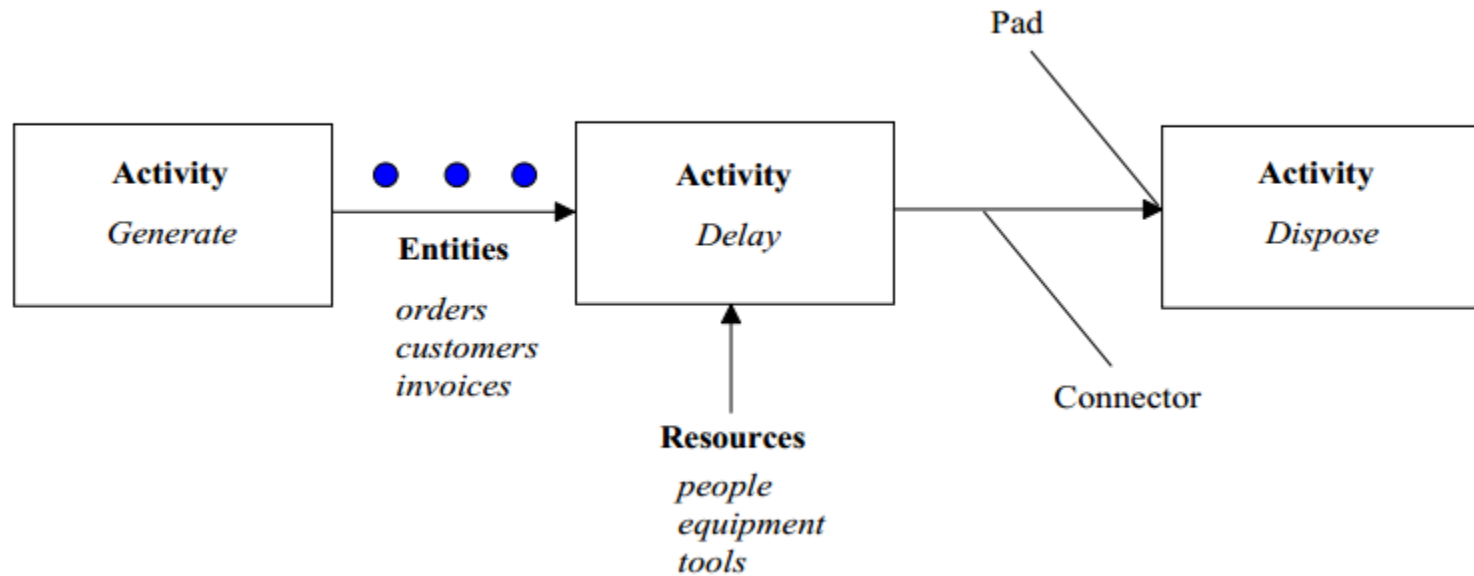 Pad
Activity
Generate
Activity
Delay
Activity
Dispose
Entities
orders
customers
invoices
Connector
Resources
people
equipment
tools